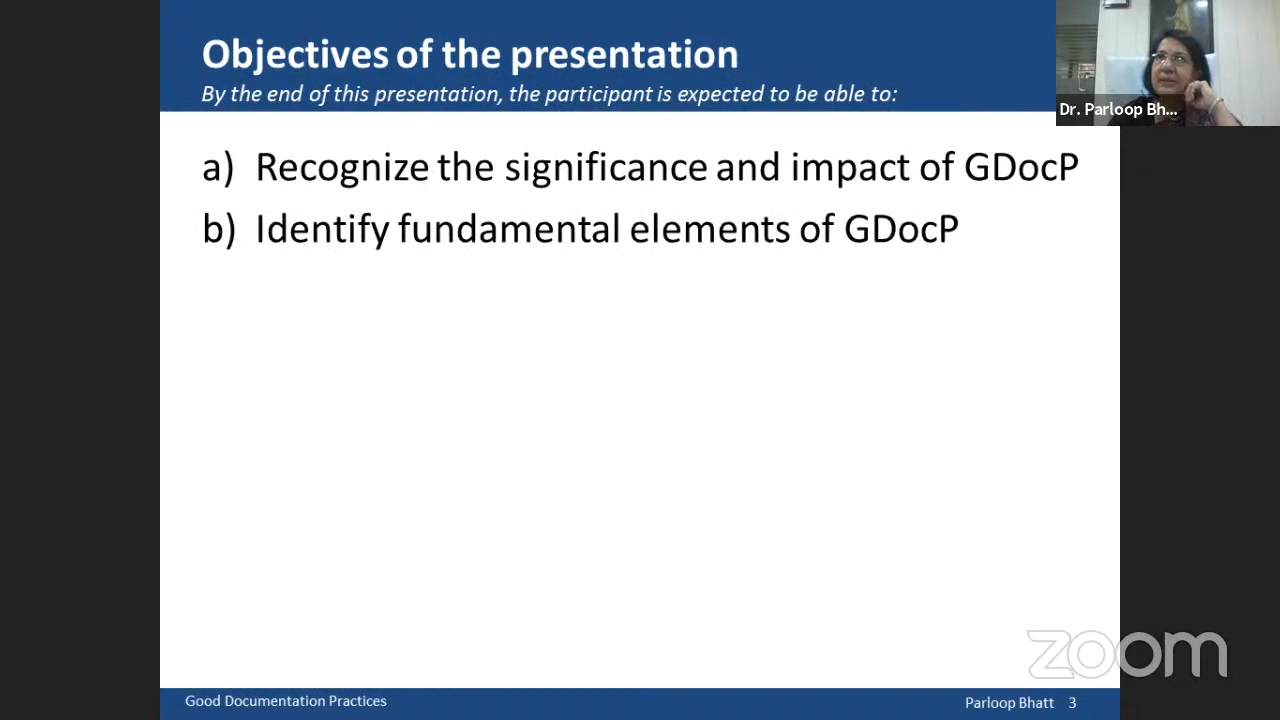 Objectives of the presentation
By the end of this presentation, the participant is expected to be able to:
Dr. Parloop Bh...
a) Recognize the significance and impact of GDocP
b) Identify fundamental elements of GDocP
zoom
Good Documentation Practices
Parloop Bhatt 3